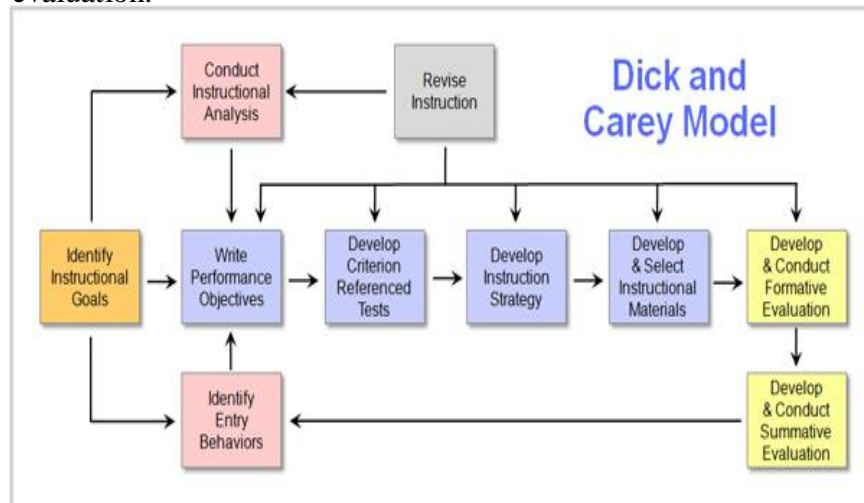 evaluation.
Dick and
Carey Model
Conduct
Instructional
Analysis
Revise
Instruction
Identify
Instructional
Goals
Write
Performance
Objectives
Develop
Criterion
Referenced
Tests
Develop
Instruction
Strategy
Develop
& Select
Instructional
Materials
Develop
& Conduct
Formative
Evaluation
Identify
Entry
Behaviors
Develop
& Conduct
Summative
Evaluation